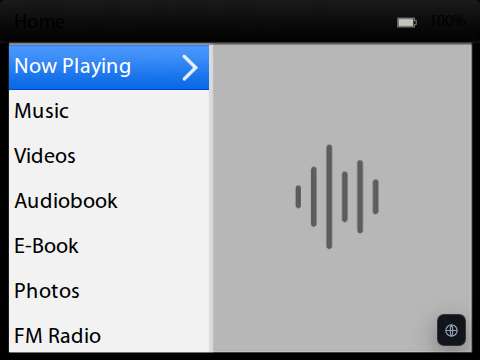 Home
100%
Now Playing
Music
Videos
Audiobook
E-Book
Photos
FM Radio